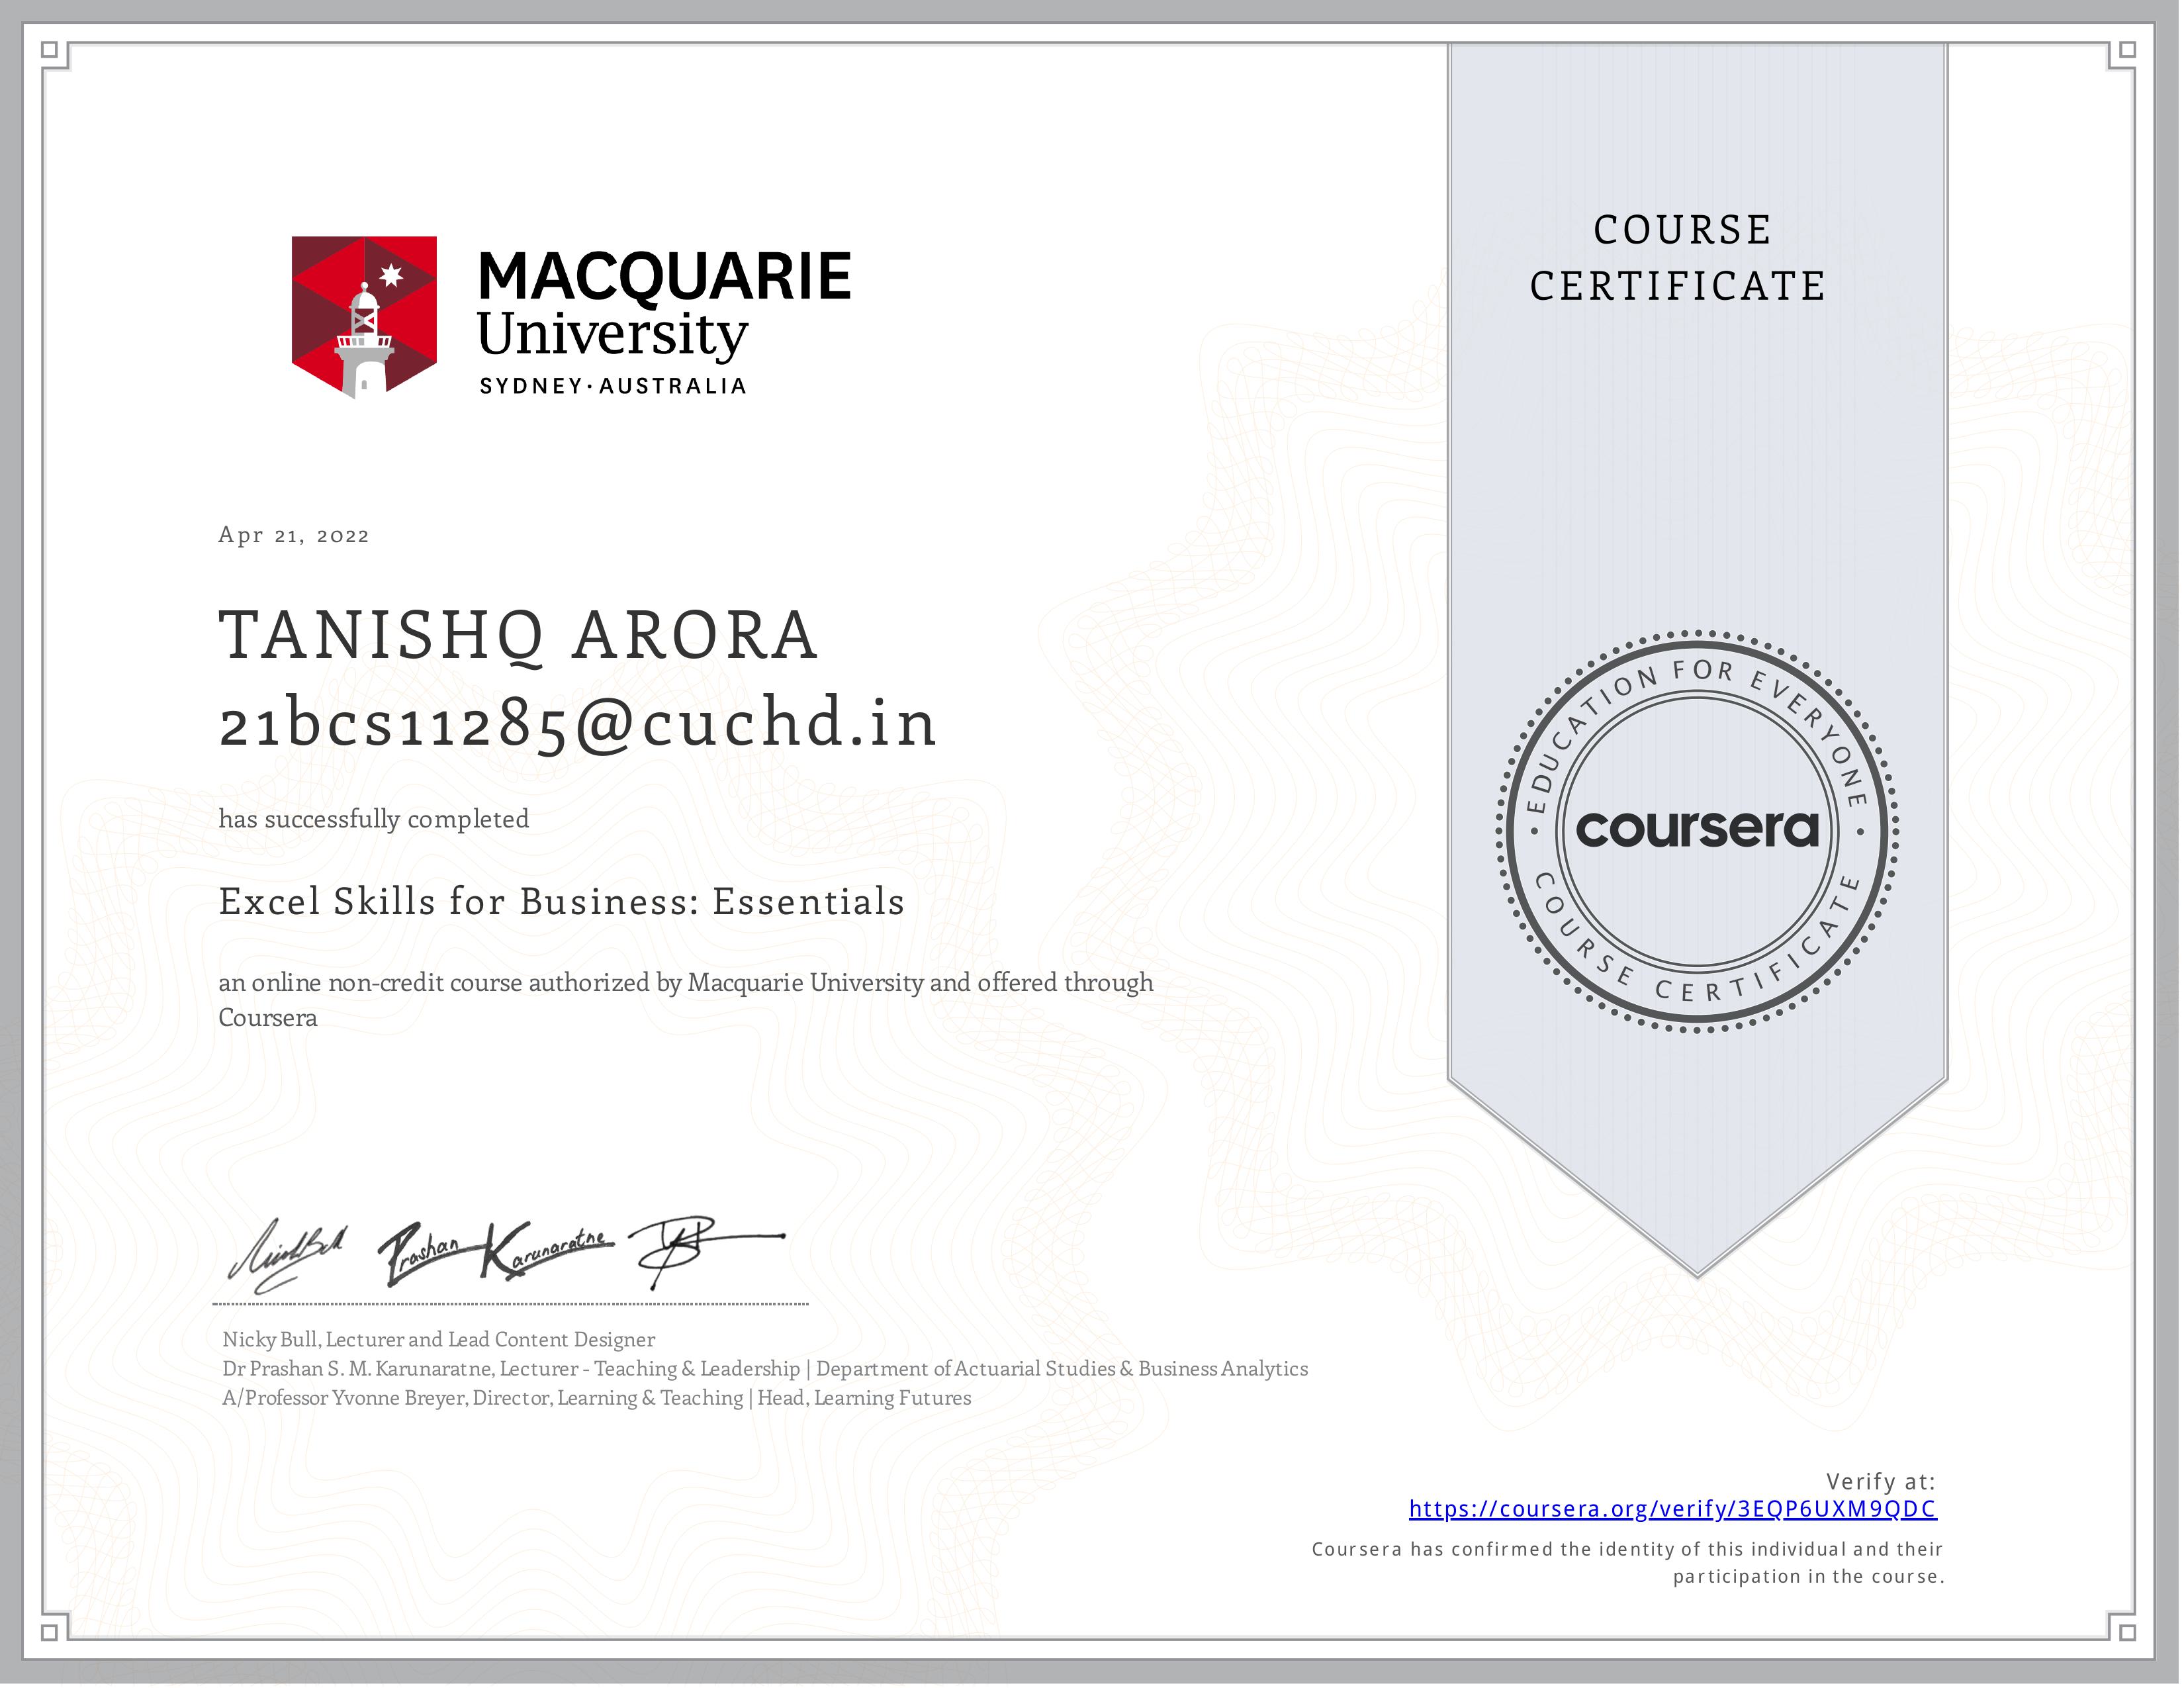 MACQUARIE
University
SYDNEY·AUSTRALIA
COURSE
CERTIFICATE
Apr 21, 2022
TANISHQ ARORA
21bcs11285@cuchd.in
has successfully completed
Excel Skills for Business: Essentials
an online non-credit course authorized by Macquarie University and offered through
Coursera
EDUCATION FOR EVERYONE
coursera
COURSE CERTIFICATE
Prashan Karunaratne
Nicky Bull, Lecturer and Lead Content Designer
Dr Prashan S. M. Karunaratne, Lecturer - Teaching & Leadership | Department of Actuarial Studies & Business Analytics
A/Professor Yvonne Breyer, Director, Learning & Teaching | Head, Learning Futures
Verify at:
https://coursera.org/verify/3EQP6UXM9QDC
Coursera has confirmed the identity of this individual and their
participation in the course.